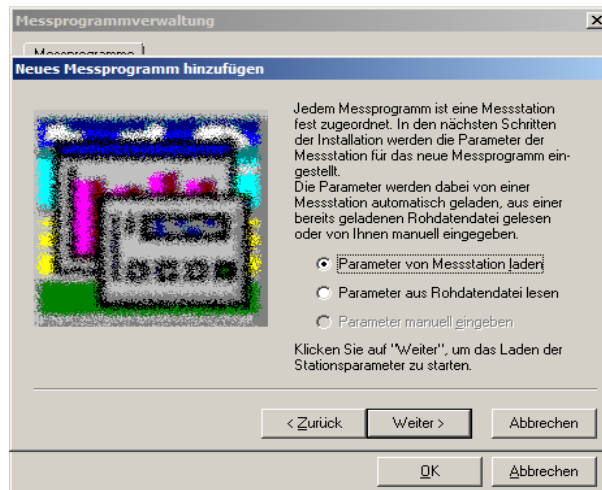 Messprogrammverwaltung
Messprogramme
Neues Messprogramm hinzufügen
Jedem Messprogramm ist eine Messstation
fest zugeordnet. In den nächsten Schritten
der Installation werden die Parameter der
Messstation für das neue Messprogramm ein-
gestellt.
Die Parameter werden dabei von einer
Messstation automatisch geladen, aus einer
bereits geladenen Rohdatendatei gelesen
oder von Ihnen manuell eingegeben.
Parameter von Messstation laden
Parameter aus Rohdatendatei lesen
Parameter manuell eingeben
Klicken Sie auf "Weiter", um das Laden der
Stationsparameter zu starten.
< Zurück Weiter > Abbrechen
OK Abbrechen